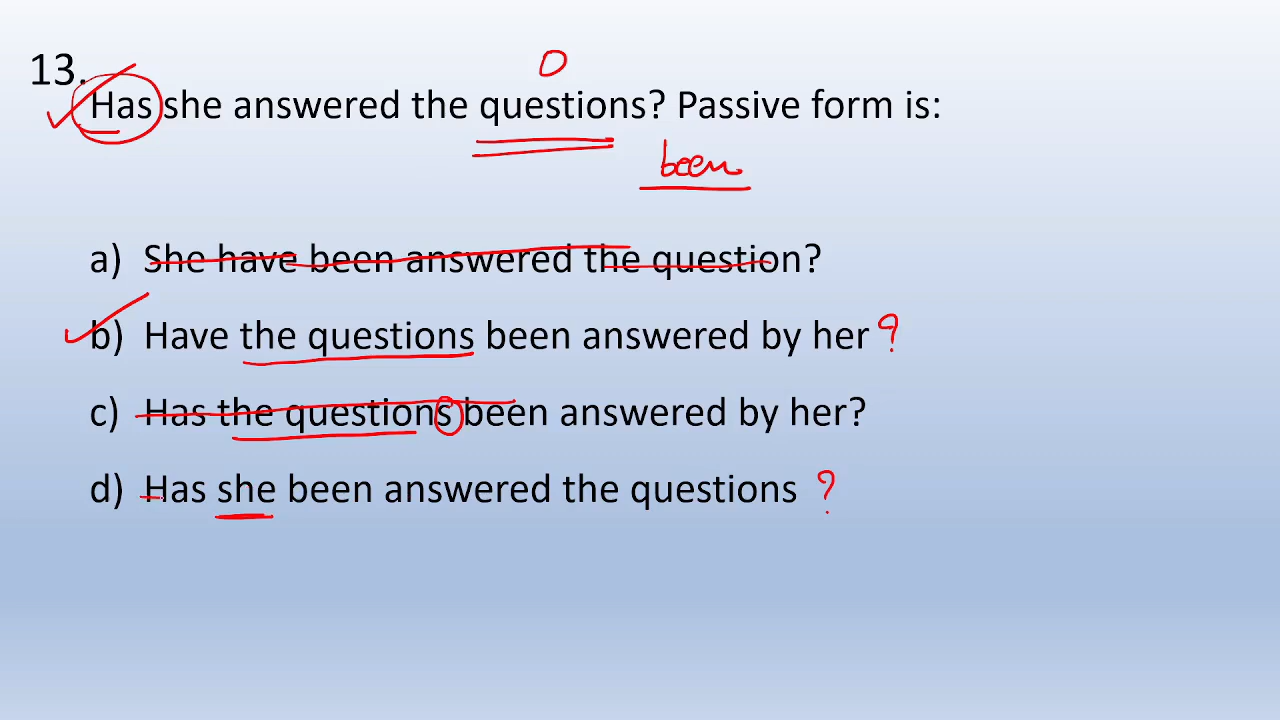 13.
O
Has she answered the questions? Passive form is:
been
a) She have been answered the question?
b) Have the questions been answered by her ?
c) Has the questions been answered by her?
d) Has she been answered the questions ?